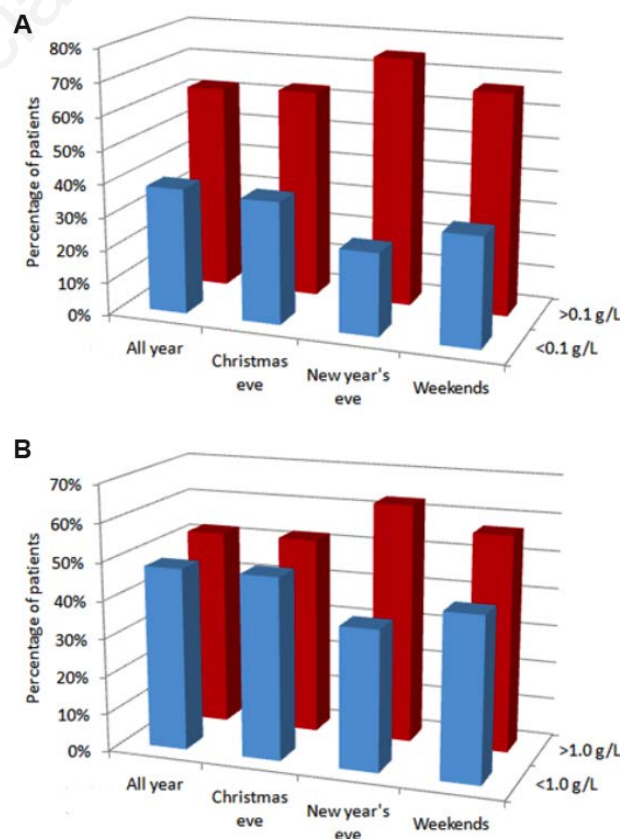 A
80%
70%
60%
50%
40%
30%
20%
10%
0%
Percentage of patients
All year
Christmas
eve
New year's
eve
Weekends
>0.1 g/L
<0.1 g/L
B
70%
60%
50%
40%
30%
20%
10%
0%
Percentage of patients
All year
Christmas
eve
New year's
eve
Weekends
>1.0 g/L
<1.0 g/L